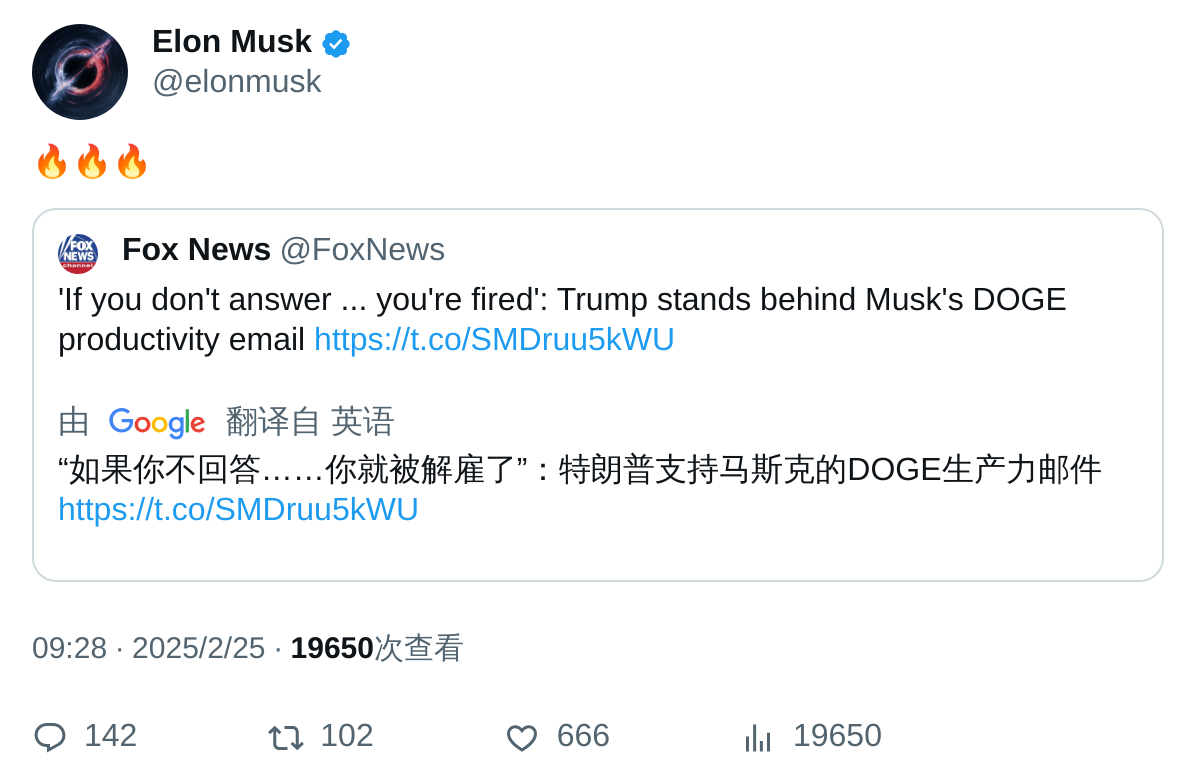 Elon Musk
@elonmusk
🔥🔥🔥
FOX NEWS channel
Fox News @FoxNews
'If you don't answer ... you're fired': Trump stands behind Musk's DOGE
productivity email https://t.co/SMDruu5kWU
由 Google 翻译自 英语
“如果你不回答……你就被解雇了”：特朗普支持马斯克的DOGE生产力邮件
https://t.co/SMDruu5kWU
09:28 · 2025/2/25 · 19650次查看
142 102 666 19650